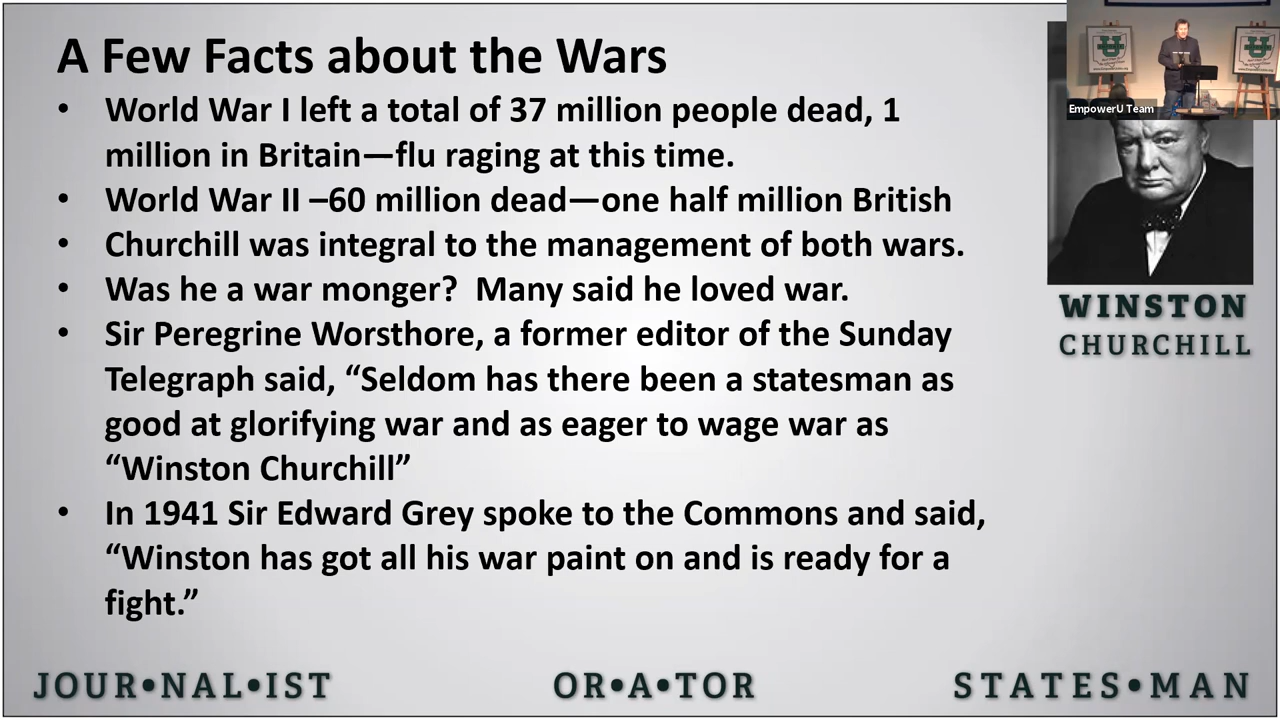 A Few Facts about the Wars
• World War I left a total of 37 million people dead, 1
million in Britain—flu raging at this time.
• World War II –60 million dead—one half million British
• Churchill was integral to the management of both wars.
• Was he a war monger?  Many said he loved war.
• Sir Peregrine Worsthore, a former editor of the Sunday
Telegraph said, “Seldom has there been a statesman as
good at glorifying war and as eager to wage war as
“Winston Churchill”
• In 1941 Sir Edward Grey spoke to the Commons and said,
“Winston has got all his war paint on and is ready for a
fight.”
EmpowerU Team
WINSTON
CHURCHILL
JOUR•NAL•IST
OR•A•TOR
STATES•MAN